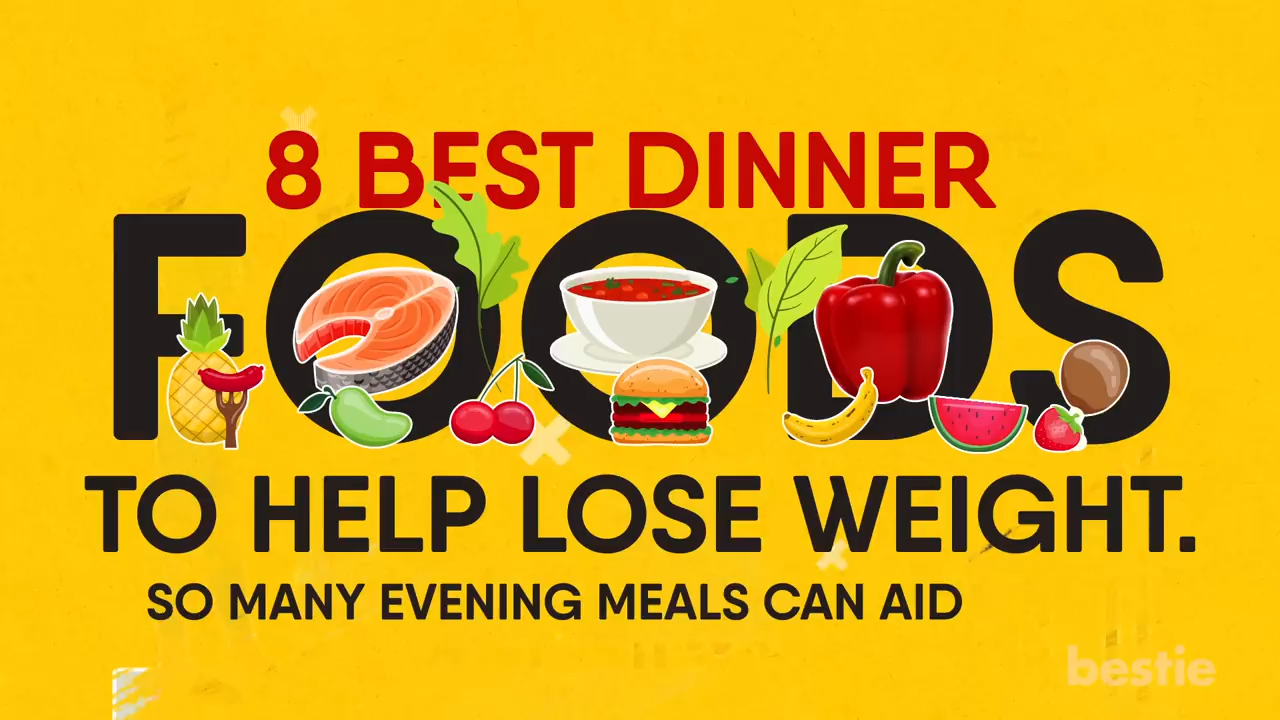 8 BEST DINNER
FOODS
TO HELP LOSE WEIGHT.
SO MANY EVENING MEALS CAN AID
bestie